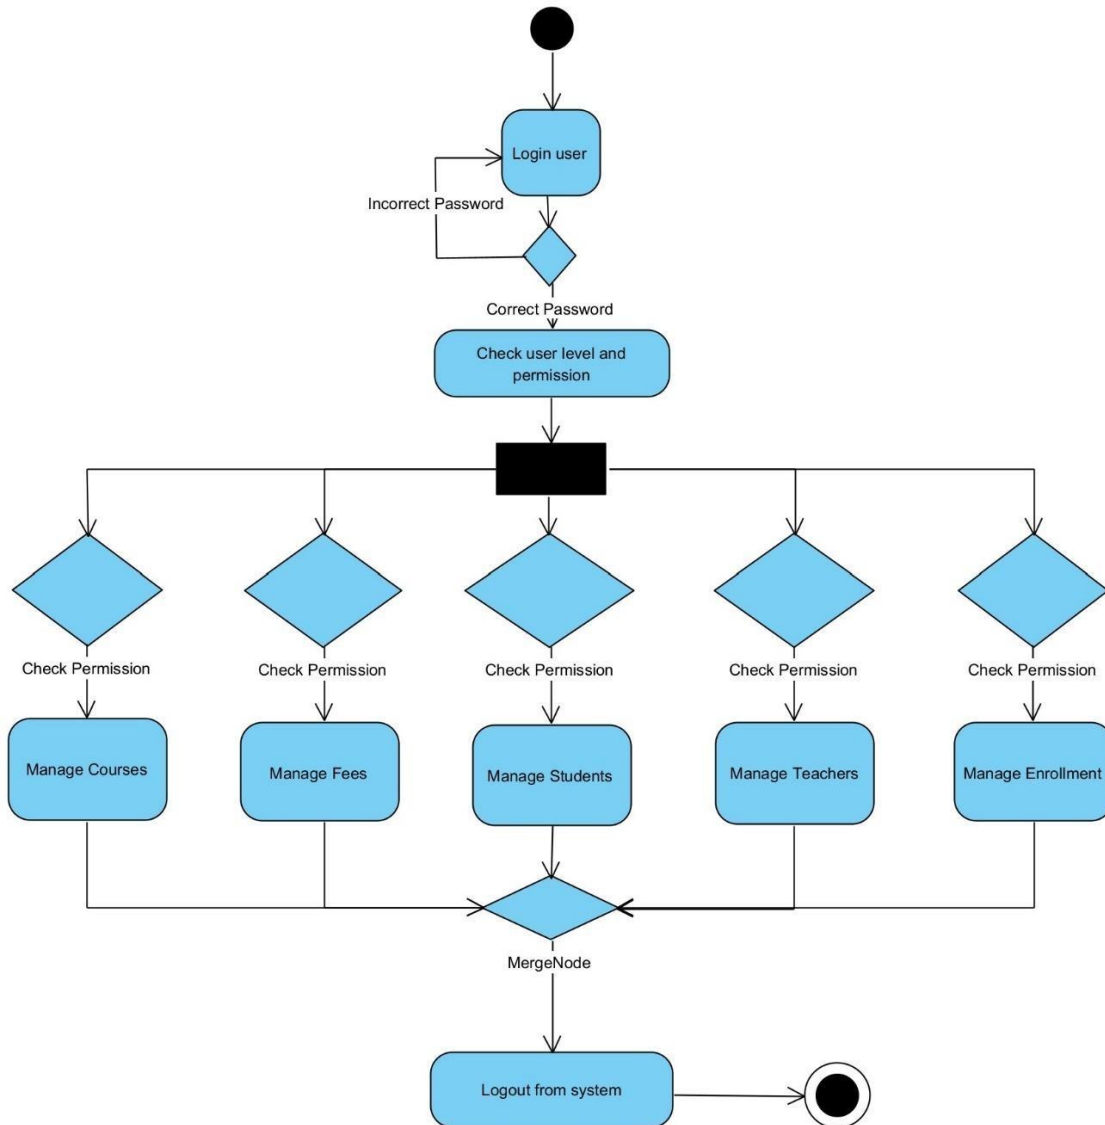 Login user
Incorrect Password
Correct Password
Check user level and
permission
Check Permission
Check Permission
Check Permission
Check Permission
Check Permission
Manage Courses
Manage Fees
Manage Students
Manage Teachers
Manage Enrollment
MergeNode
Logout from system